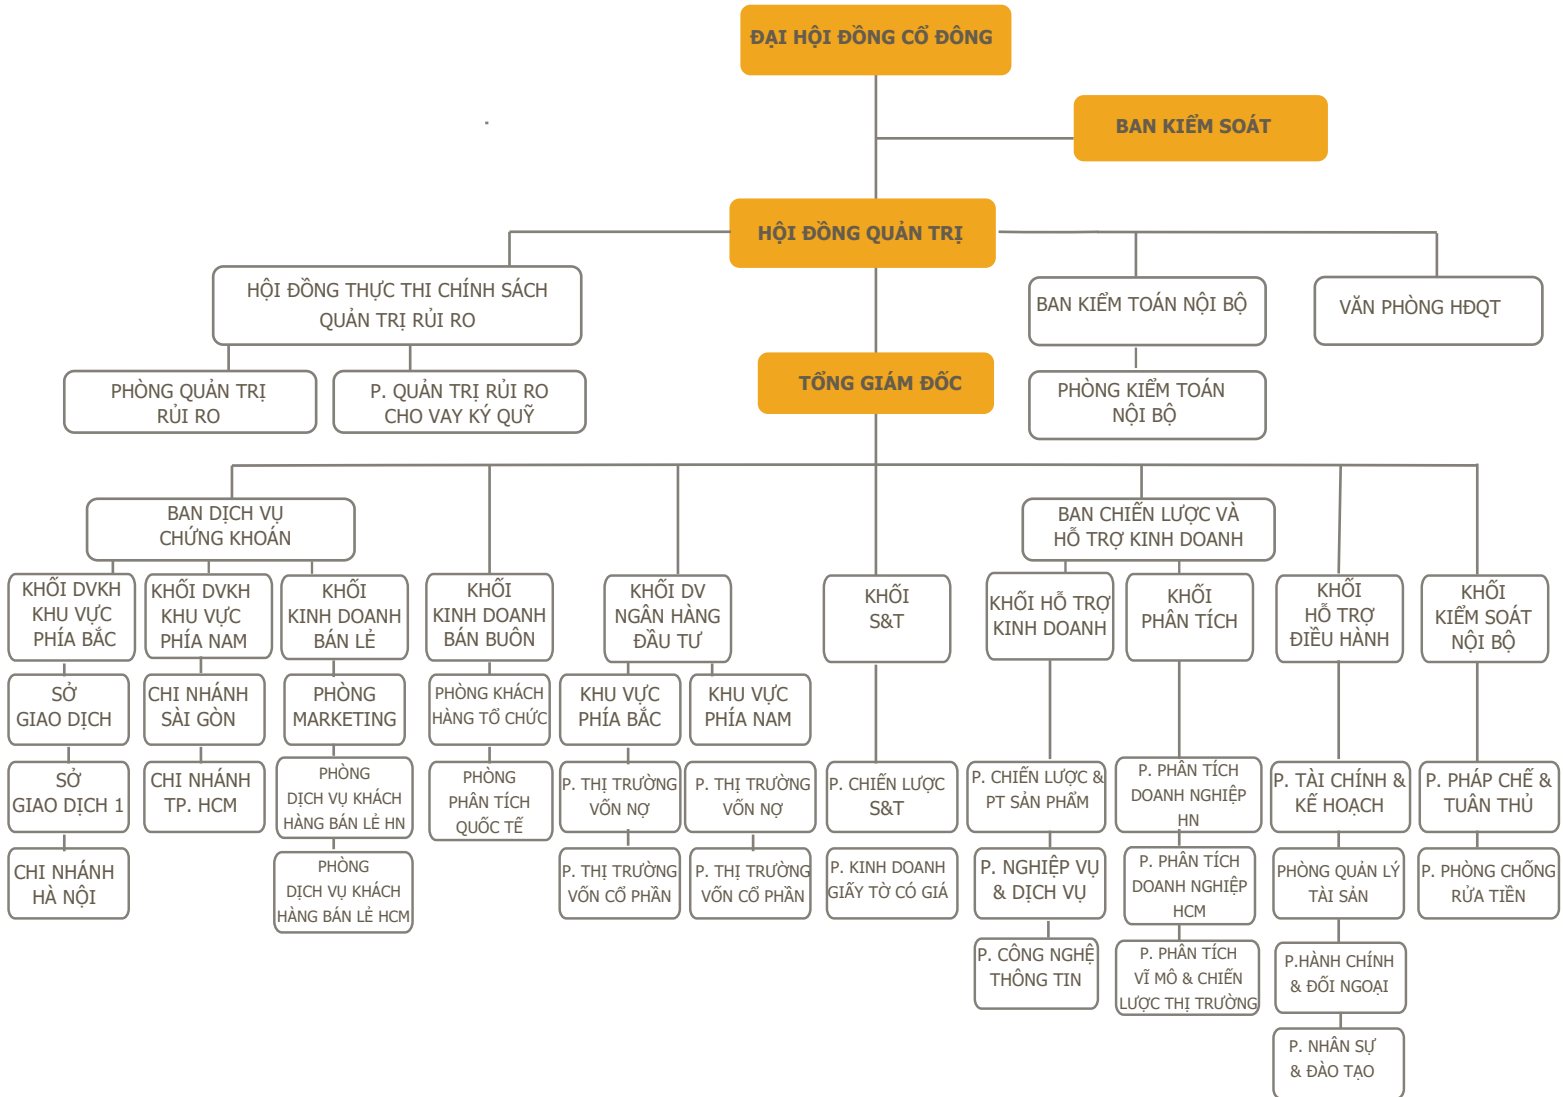 ĐẠI HỘI ĐỒNG CỔ ĐÔNG
BAN KIỂM SOÁT
HỘI ĐỒNG QUẢN TRỊ
HỘI ĐỒNG THỰC THI CHÍNH SÁCH
QUẢN TRỊ RỦI RO
BAN KIỂM TOÁN NỘI BỘ
VĂN PHÒNG HĐQT
PHÒNG QUẢN TRỊ
RỦI RO
P. QUẢN TRỊ RỦI RO
CHO VAY KÝ QUỸ
TỔNG GIÁM ĐỐC
PHÒNG KIỂM TOÁN
NỘI BỘ
BAN DỊCH VỤ
CHỨNG KHOÁN
BAN CHIẾN LƯỢC VÀ
HỖ TRỢ KINH DOANH
KHỐI DVKH
KHU VỰC
PHÍA BẮC
KHỐI DVKH
KHU VỰC
PHÍA NAM
KHỐI
KINH DOANH
BÁN LẺ
KHỐI
KINH DOANH
BÁN BUÔN
KHỐI DV
NGÂN HÀNG
ĐẦU TƯ
KHỐI
S&T
KHỐI HỖ TRỢ
KINH DOANH
KHỐI
PHÂN TÍCH
KHỐI
HỖ TRỢ
ĐIỀU HÀNH
KHỐI
KIỂM SOÁT
NỘI BỘ
SỞ
GIAO DỊCH
CHI NHÁNH
SÀI GÒN
PHÒNG
MARKETING
PHÒNG KHÁCH
HÀNG TỔ CHỨC
KHU VỰC
PHÍA BẮC
KHU VỰC
PHÍA NAM
SỞ
GIAO DỊCH 1
CHI NHÁNH
TP. HCM
PHÒNG
DỊCH VỤ KHÁCH
HÀNG BÁN LẺ HN
PHÒNG
PHÂN TÍCH
QUỐC TẾ
P. THỊ TRƯỜNG
VỐN NỢ
P. THỊ TRƯỜNG
VỐN NỢ
P. CHIẾN LƯỢC
S&T
P. CHIẾN LƯỢC &
PT SẢN PHẨM
P. PHÂN TÍCH
DOANH NGHIỆP
HN
P. TÀI CHÍNH &
KẾ HOẠCH
P. PHÁP CHẾ &
TUÂN THỦ
CHI NHÁNH
HÀ NỘI
PHÒNG
DỊCH VỤ KHÁCH
HÀNG BÁN LẺ HCM
P. THỊ TRƯỜNG
VỐN CỔ PHẦN
P. THỊ TRƯỜNG
VỐN CỔ PHẦN
P. KINH DOANH
GIẤY TỜ CÓ GIÁ
P. NGHIỆP VỤ
& DỊCH VỤ
P. PHÂN TÍCH
DOANH NGHIỆP
HCM
PHÒNG QUẢN LÝ
TÀI SẢN
P. PHÒNG CHỐNG
RỬA TIỀN
P. CÔNG NGHỆ
THÔNG TIN
P. PHÂN TÍCH
VĨ MÔ & CHIẾN
LƯỢC THỊ TRƯỜNG
P.HÀNH CHÍNH
& ĐỐI NGOẠI
P. NHÂN SỰ
& ĐÀO TẠO